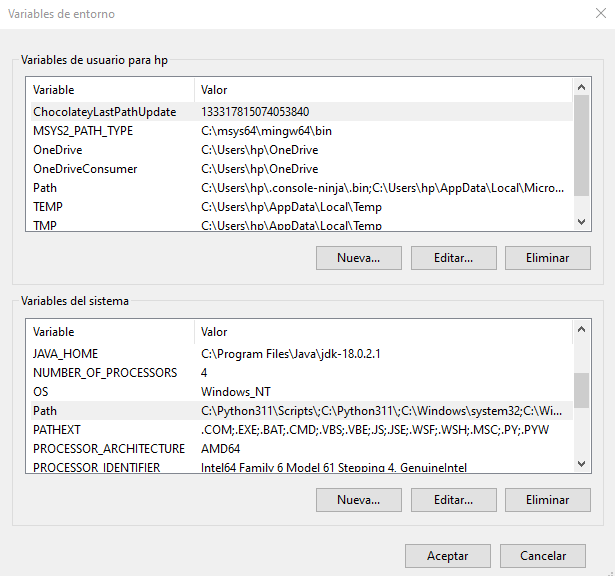 Variables de entorno
Variables de usuario para hp
Variable Valor
ChocolateyLastPathUpdate 133317815074053840
MSYS2_PATH_TYPE C:\msys64\mingw64\bin
OneDrive C:\Users\hp\OneDrive
OneDriveConsumer C:\Users\hp\OneDrive
Path C:\Users\hp\.console-ninja\.bin;C:\Users\hp\AppData\Local\Micro...
TEMP C:\Users\hp\AppData\Local\Temp
TMP C:\Users\hp\AppData\Local\Temp
Nueva... Editar... Eliminar
Variables del sistema
Variable Valor
JAVA_HOME C:\Program Files\Java\jdk-18.0.2.1
NUMBER_OF_PROCESSORS 4
OS Windows_NT
Path C:\Python311\Scripts\;C:\Python311\;C:\Windows\system32;C:\Wi...
PATHEXT .COM;.EXE;.BAT;.CMD;.VBS;.VBE;.JS;.JSE;.WSF;.WSH;.MSC;.PY;.PYW
PROCESSOR_ARCHITECTURE AMD64
PROCESSOR_IDENTIFIER Intel64 Family 6 Model 61 Stepping 4, GenuineIntel
Nueva... Editar... Eliminar
Aceptar Cancelar